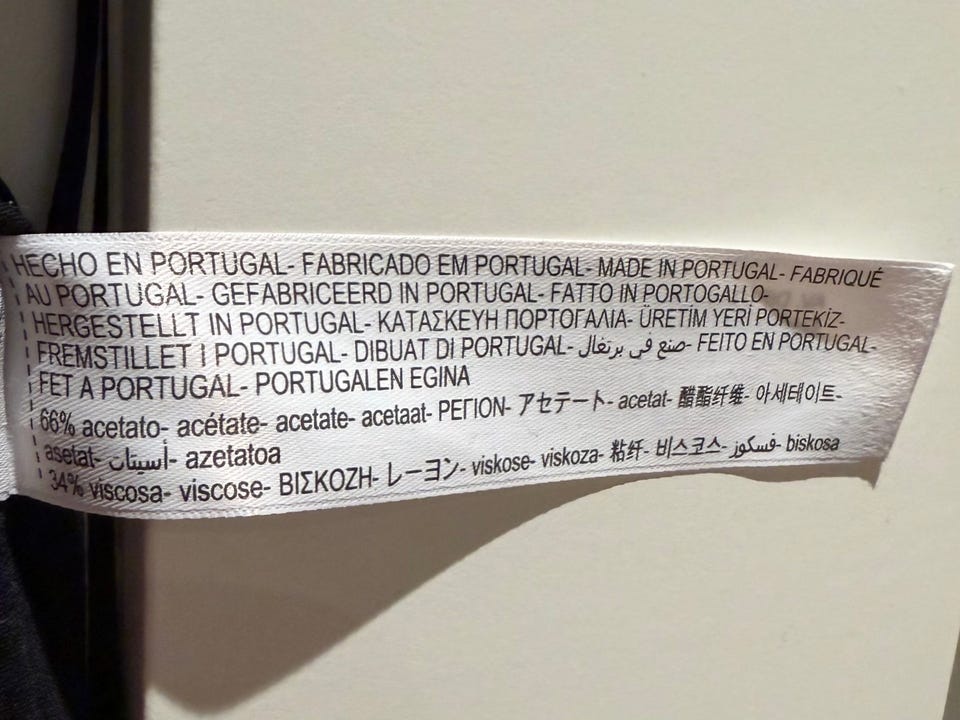 HECHO EN PORTUGAL- FABRICADO EM PORTUGAL- MADE IN PORTUGAL- FABRIQUÉ
AU PORTUGAL- GEFABRICEERD IN PORTUGAL- FATTO IN PORTOGALLO-
HERGESTELLT IN PORTUGAL- ΚΑΤΑΣΚΕΥΗ ΠΟΡΤΟΓΑΛΙΑ- ÜRETİM YERİ PORTEKİZ-
FREMSTILLET I PORTUGAL- DIBUAT DI PORTUGAL- صنع في برتغال- FEITO EN PORTUGAL-
FET A PORTUGAL- PORTUGALEN EGINA
66% acetato- acétate- acetate- acetaat- ΡΕΓΙΟΝ- アセテート- acetat- 醋酯纤维- 아세테이트-
asetat- أسيتات- azetatoa
34% viscosa- viscose- ΒΙΣΚΟΖΗ- レーヨン- viskose- viskoza- 粘纤- 비스코스- فسكوز- biskosa